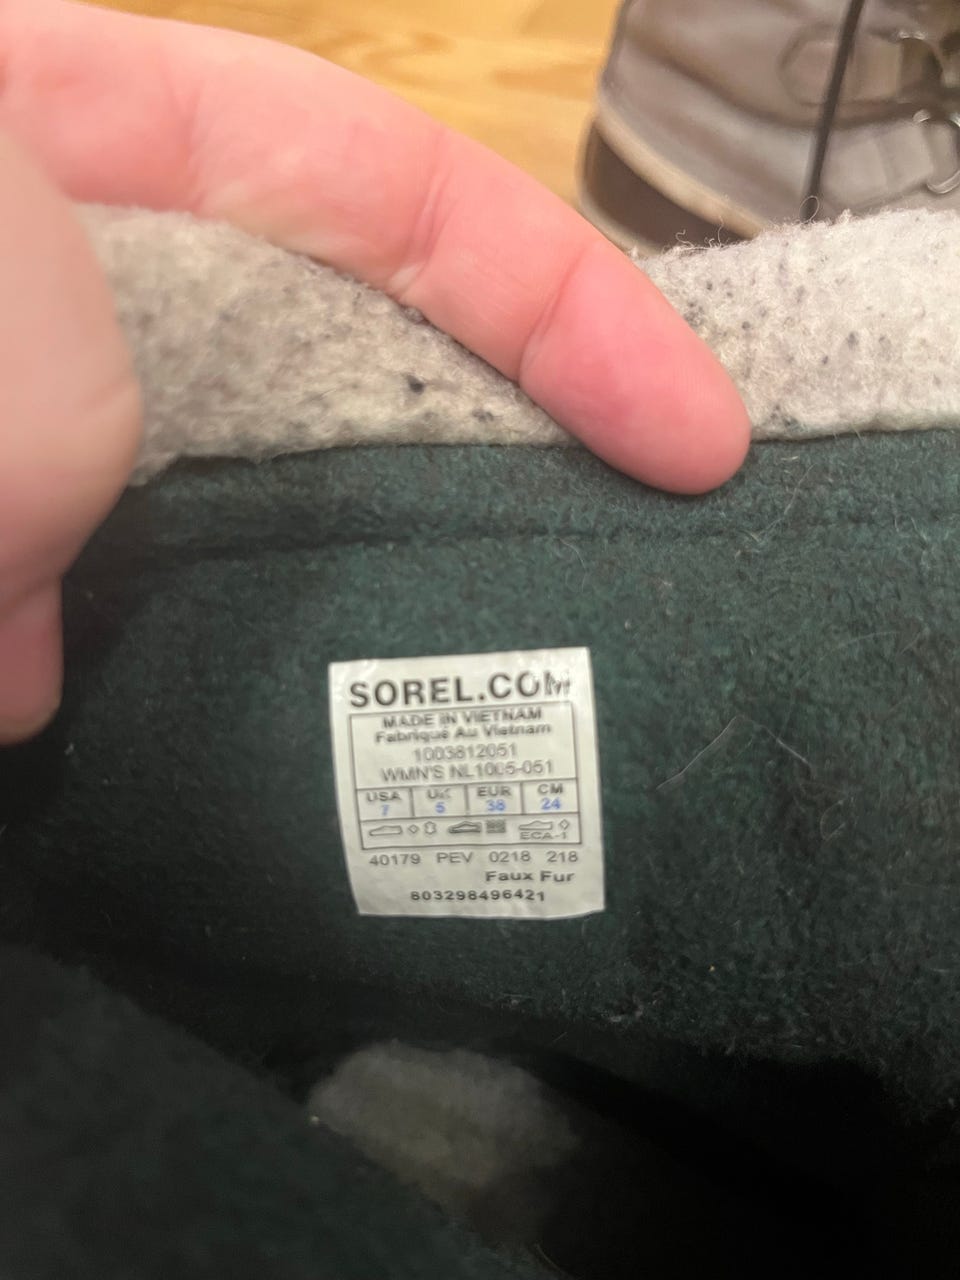 SOREL.COM
MADE IN VIETNAM
Fabriqué Au Vietnam
1003812051
WMN'S NL1005-051
USA UK EUR CM
7 5 38 24
ECA-1
40179 PEV 0218 218
Faux Fur
803298496421